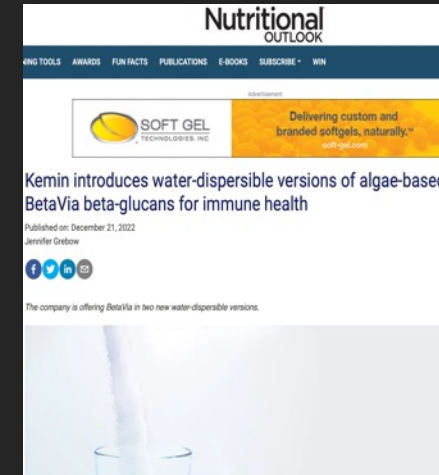 Nutritional
OUTLOOK
ING TOOLS AWARDS FUN FACTS PUBLICATIONS E-BOOKS SUBSCRIBE WIN
Advertisement
SOFT GEL
TECHNOLOGIES, INC.
Delivering custom and
branded softgels, naturally.℠
soft-gel.com
Kemin introduces water-dispersible versions of algae-based
BetaVia beta-glucans for immune health
Published on: December 21, 2022
Jennifer Grebow
The company is offering BetaVia in two new water-dispersible versions.